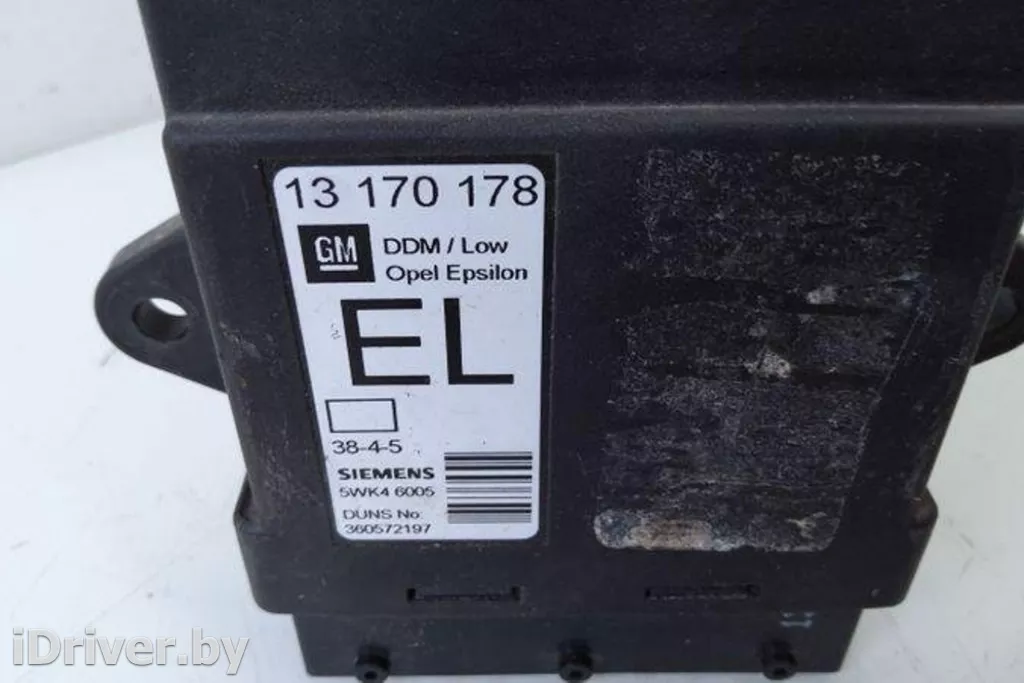 13 170 178
GM DDM / Low
Opel Epsilon
EL
38-4-5
SIEMENS
5WK4 6005
DUNS No:
360572197
iDriver.by